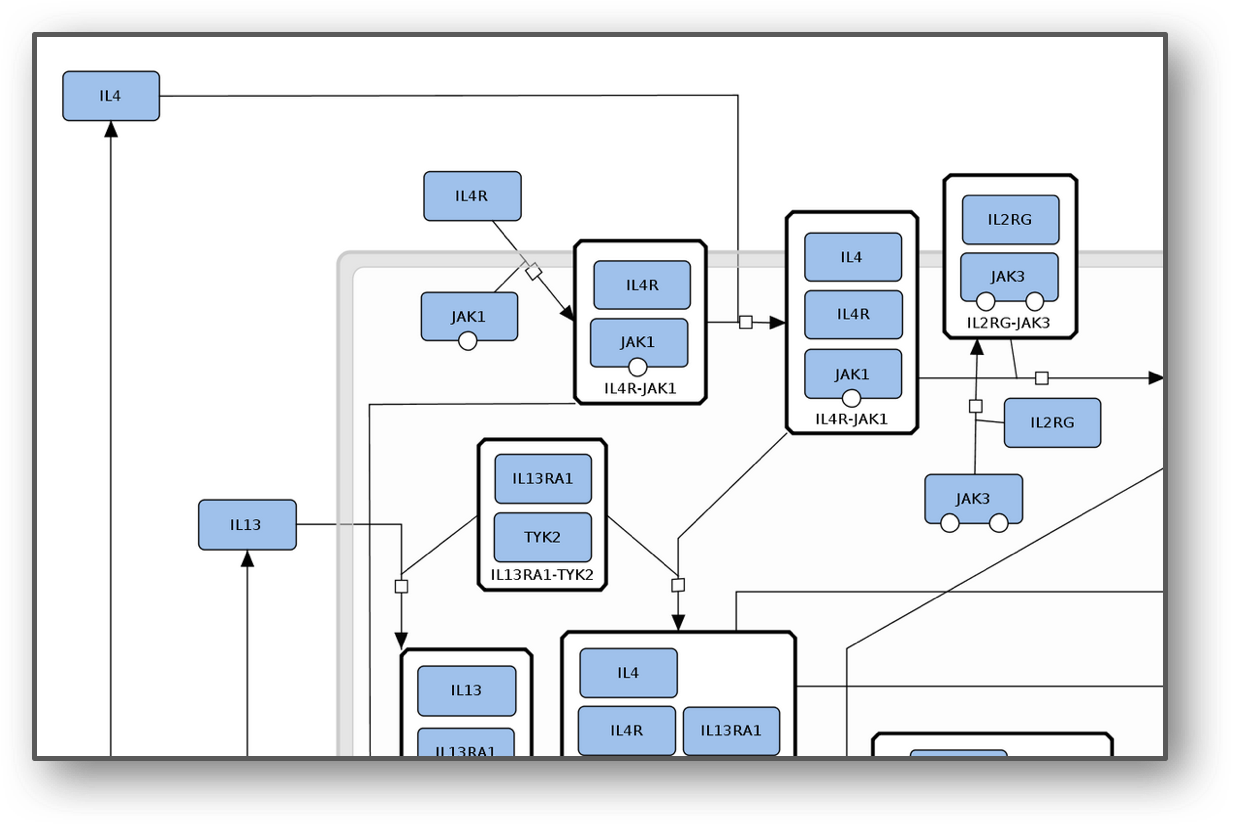 IL4
IL4R
JAK1
IL4R
JAK1
IL4R-JAK1
IL4
IL4R
JAK1
IL4R-JAK1
IL2RG
JAK3
IL2RG-JAK3
IL2RG
JAK3
IL13RA1
TYK2
IL13RA1-TYK2
IL13
IL13
IL13RA1
IL4
IL4R
IL13RA1